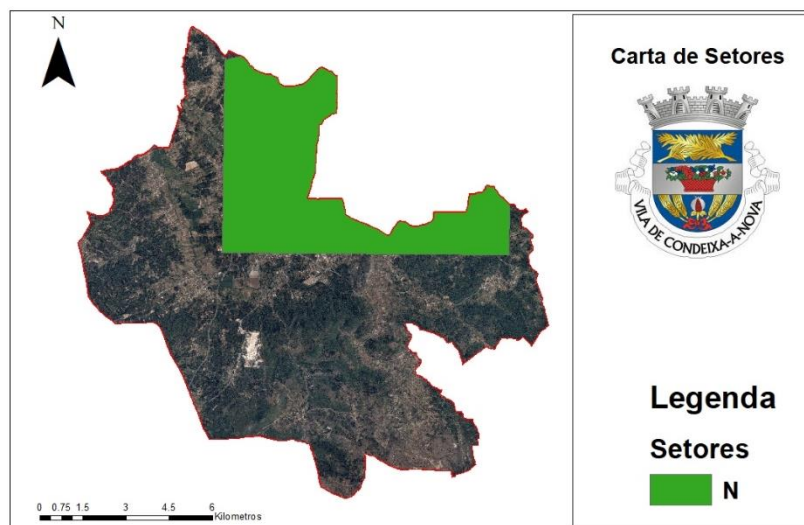 N
0 0.75 1.5 3 4.5 6
Kilometros
Carta de Setores
VILA DE CONDEIXA-A-NOVA
Legenda
Setores
N